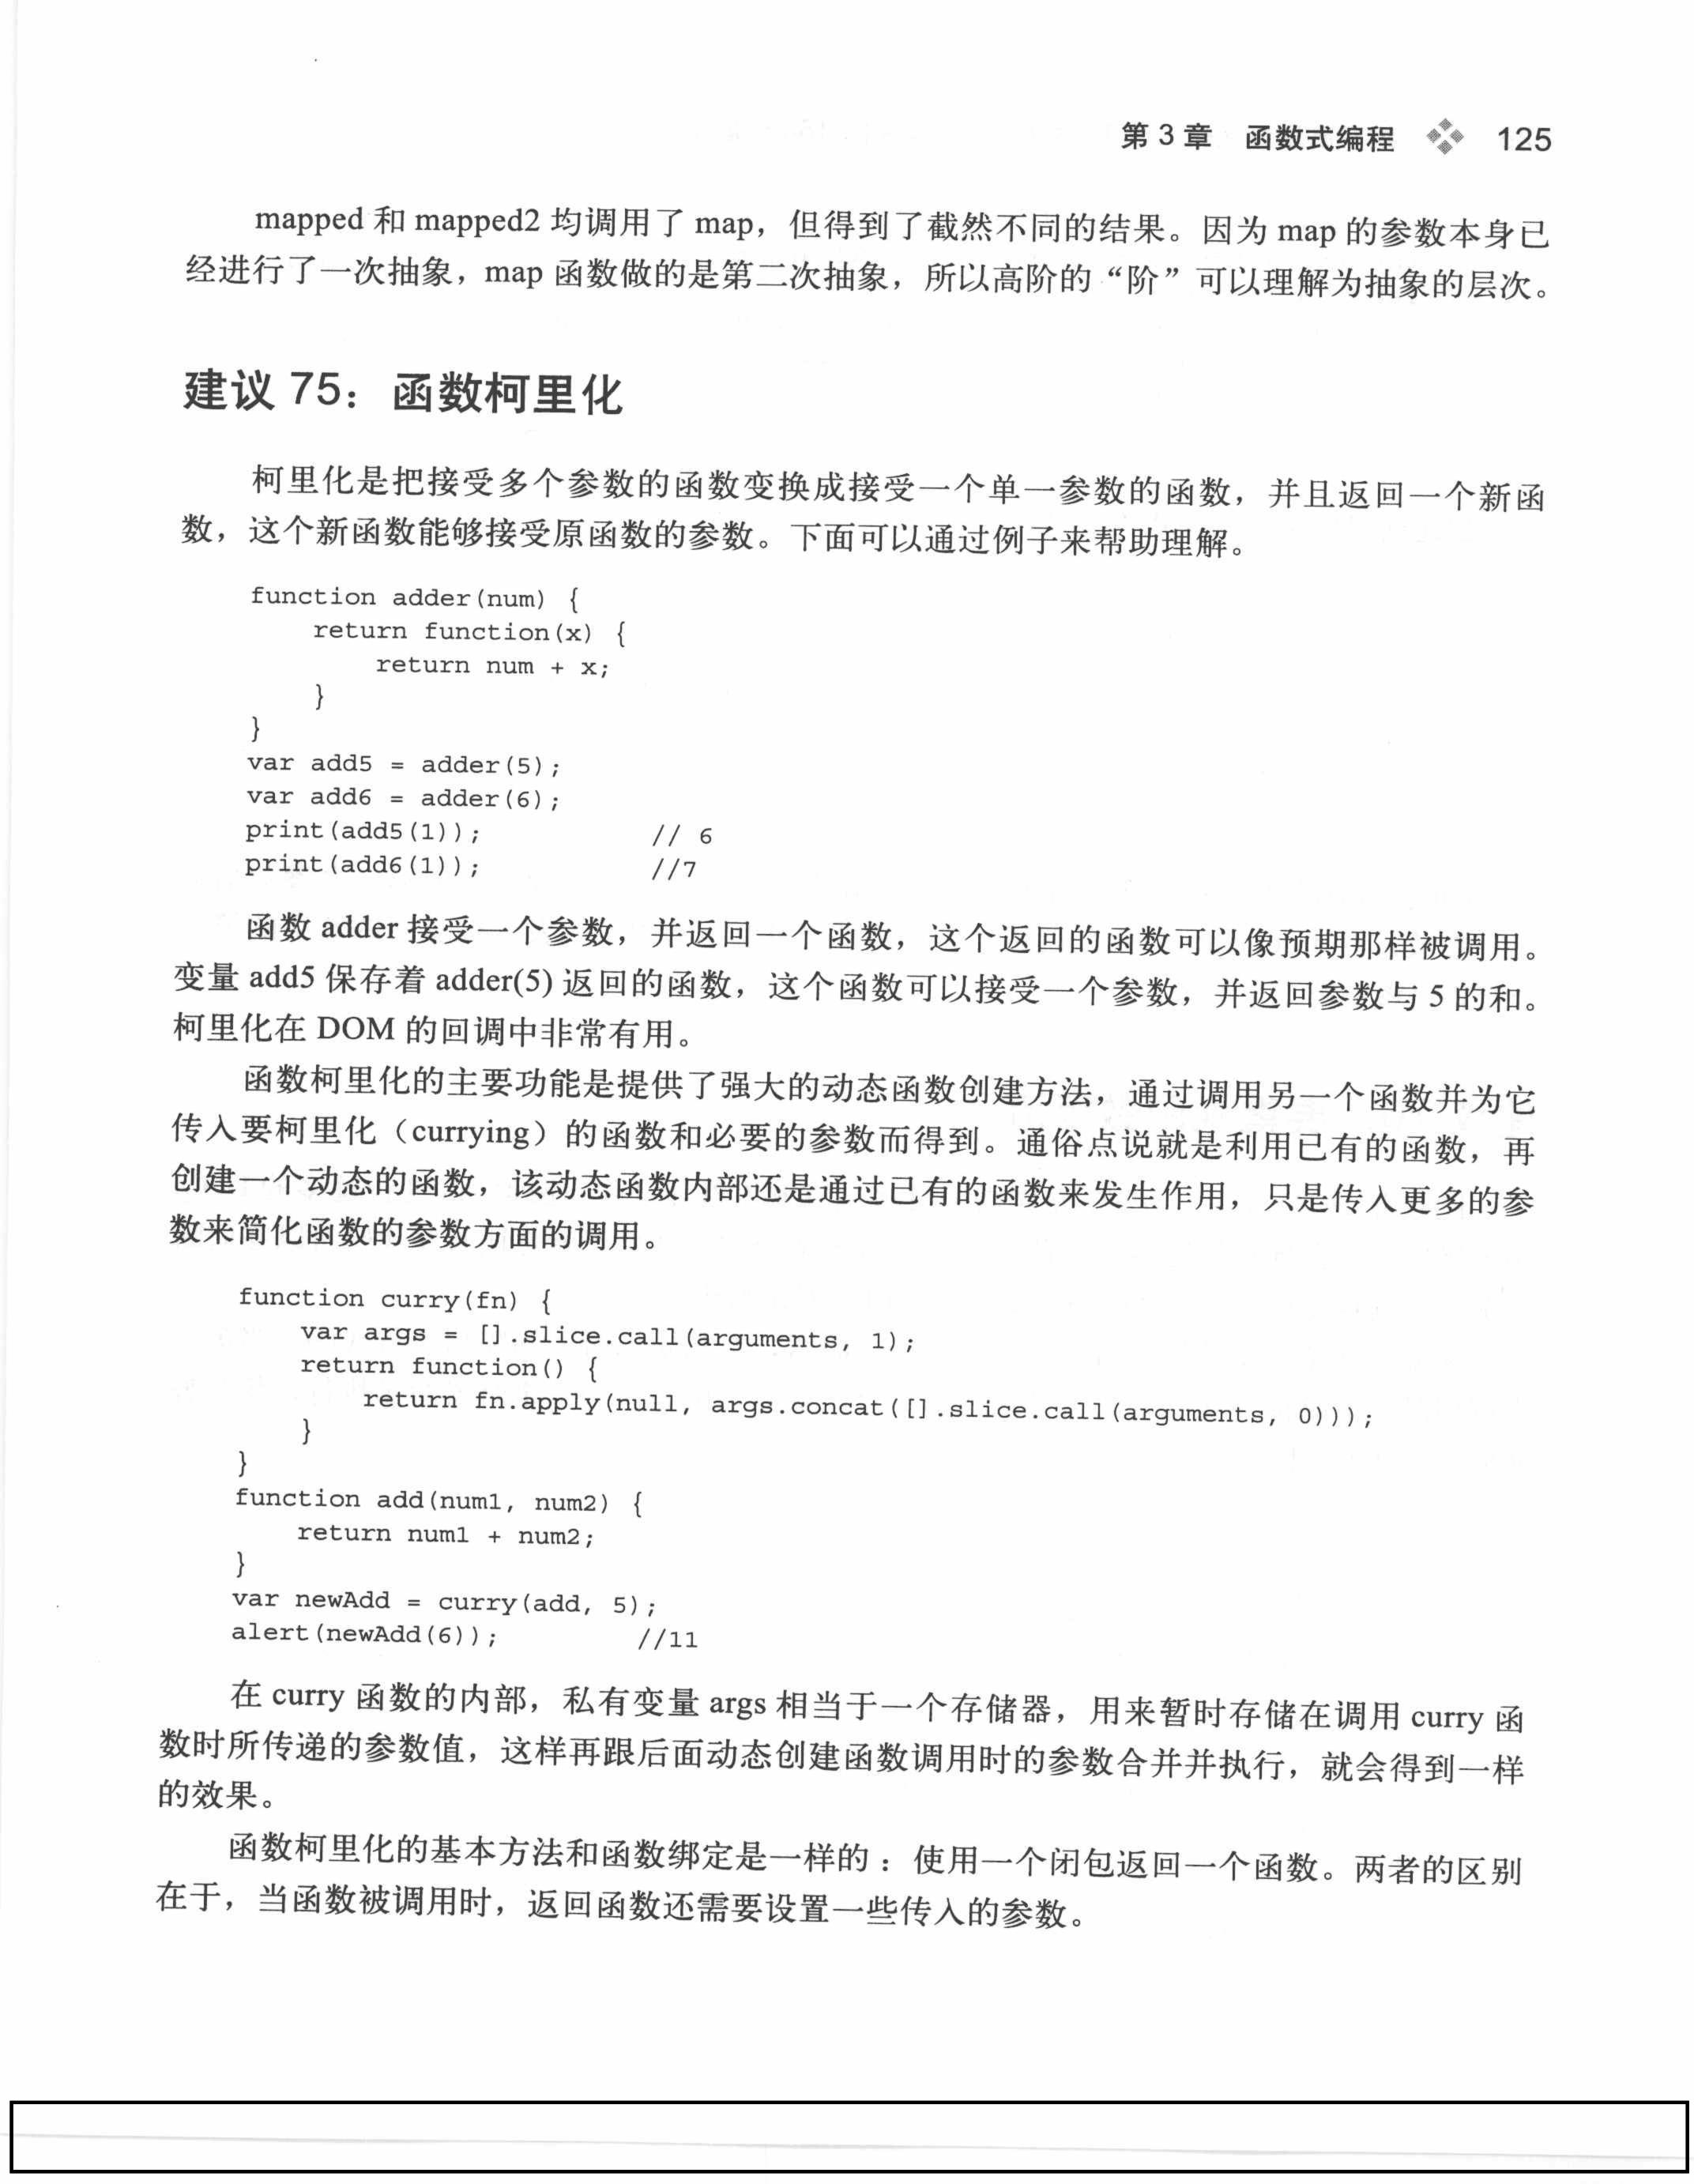 第 3 章 函数式编程 125
mapped 和 mapped2 均调用了 map，但得到了截然不同的结果。因为 map 的参数本身已
经进行了一次抽象，map 函数做的是第二次抽象，所以高阶的“阶”可以理解为抽象的层次。
建议 75：函数柯里化
柯里化是把接受多个参数的函数变换成接受一个单一参数的函数，并且返回一个新函
数，这个新函数能够接受原函数的参数。下面可以通过例子来帮助理解。
function adder(num) {
    return function(x) {
        return num + x;
    }
}
var add5 = adder(5);
var add6 = adder(6);
print(add5(1));           // 6
print(add6(1));           //7
函数 adder 接受一个参数，并返回一个函数，这个返回的函数可以像预期那样被调用。
变量 add5 保存着 adder(5) 返回的函数，这个函数可以接受一个参数，并返回参数与 5 的和。
柯里化在 DOM 的回调中非常有用。
函数柯里化的主要功能是提供了强大的动态函数创建方法，通过调用另一个函数并为它
传入要柯里化（currying）的函数和必要的参数而得到。通俗点说就是利用已有的函数，再
创建一个动态的函数，该动态函数内部还是通过已有的函数来发生作用，只是传入更多的参
数来简化函数的参数方面的调用。
function curry(fn) {
    var args = [].slice.call(arguments, 1);
    return function() {
        return fn.apply(null, args.concat([].slice.call(arguments, 0)));
    }
}
function add(num1, num2) {
    return num1 + num2;
}
var newAdd = curry(add, 5);
alert(newAdd(6));         //11
在 curry 函数的内部，私有变量 args 相当于一个存储器，用来暂时存储在调用 curry 函
数时所传递的参数值，这样再跟后面动态创建函数调用时的参数合并并执行，就会得到一样
的效果。
函数柯里化的基本方法和函数绑定是一样的：使用一个闭包返回一个函数。两者的区别
在于，当函数被调用时，返回函数还需要设置一些传入的参数。